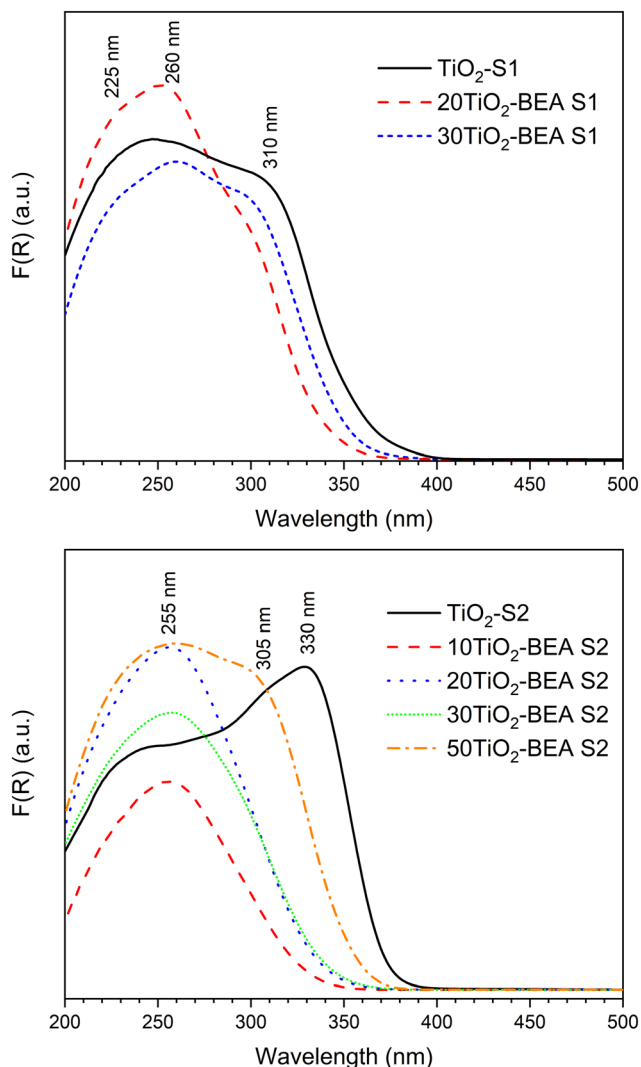 225 nm
260 nm
310 nm
TiO₂-S1
20TiO₂-BEA S1
30TiO₂-BEA S1
F(R) (a.u.)
200 250 300 350 400 450 500
Wavelength (nm)
255 nm
305 nm
330 nm
TiO₂-S2
10TiO₂-BEA S2
20TiO₂-BEA S2
30TiO₂-BEA S2
50TiO₂-BEA S2
F(R) (a.u.)
200 250 300 350 400 450 500
Wavelength (nm)